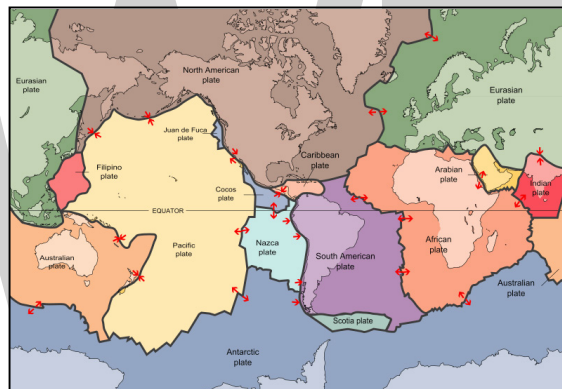 North American
plate
Eurasian
plate
Eurasian
plate
Juan de Fuca
plate
Caribbean
plate
Filipino
plate
Arabian
plate
Indian
plate
Cocos
plate
EQUATOR
Australian
plate
Pacific
plate
Nazca
plate
South American
plate
African
plate
Australian
plate
Scotia plate
Antarctic
plate